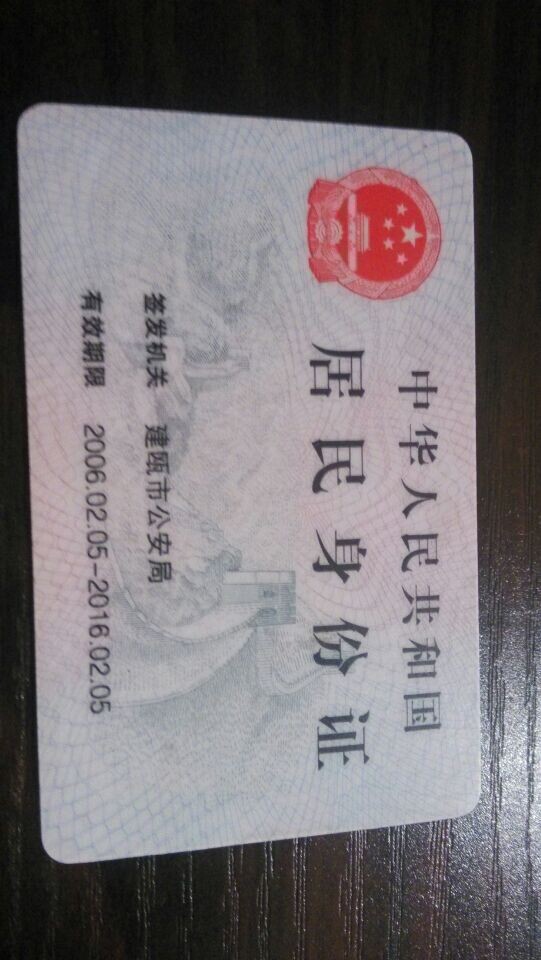 中华人民共和国
居民身份证
签发机关 建瓯市公安局
有效期限 2006.02.05-2016.02.05